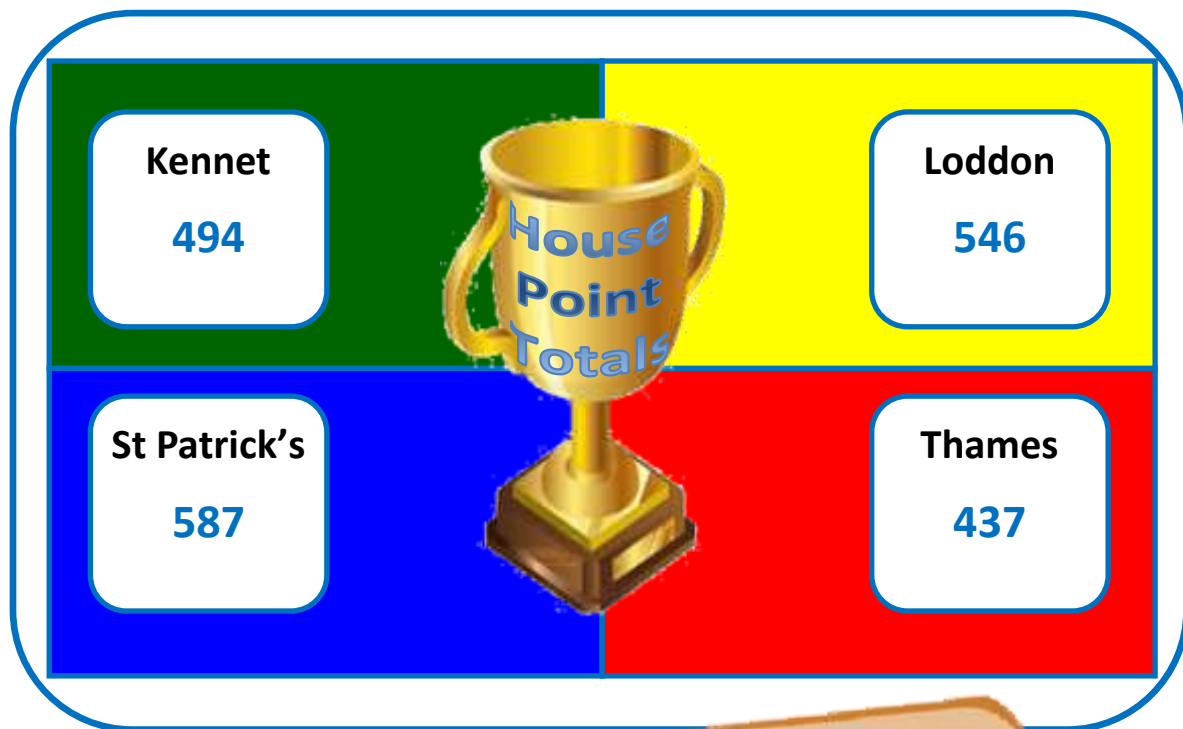 Kennet
494
Loddon
546
House
Point
Totals
St Patrick’s
587
Thames
437